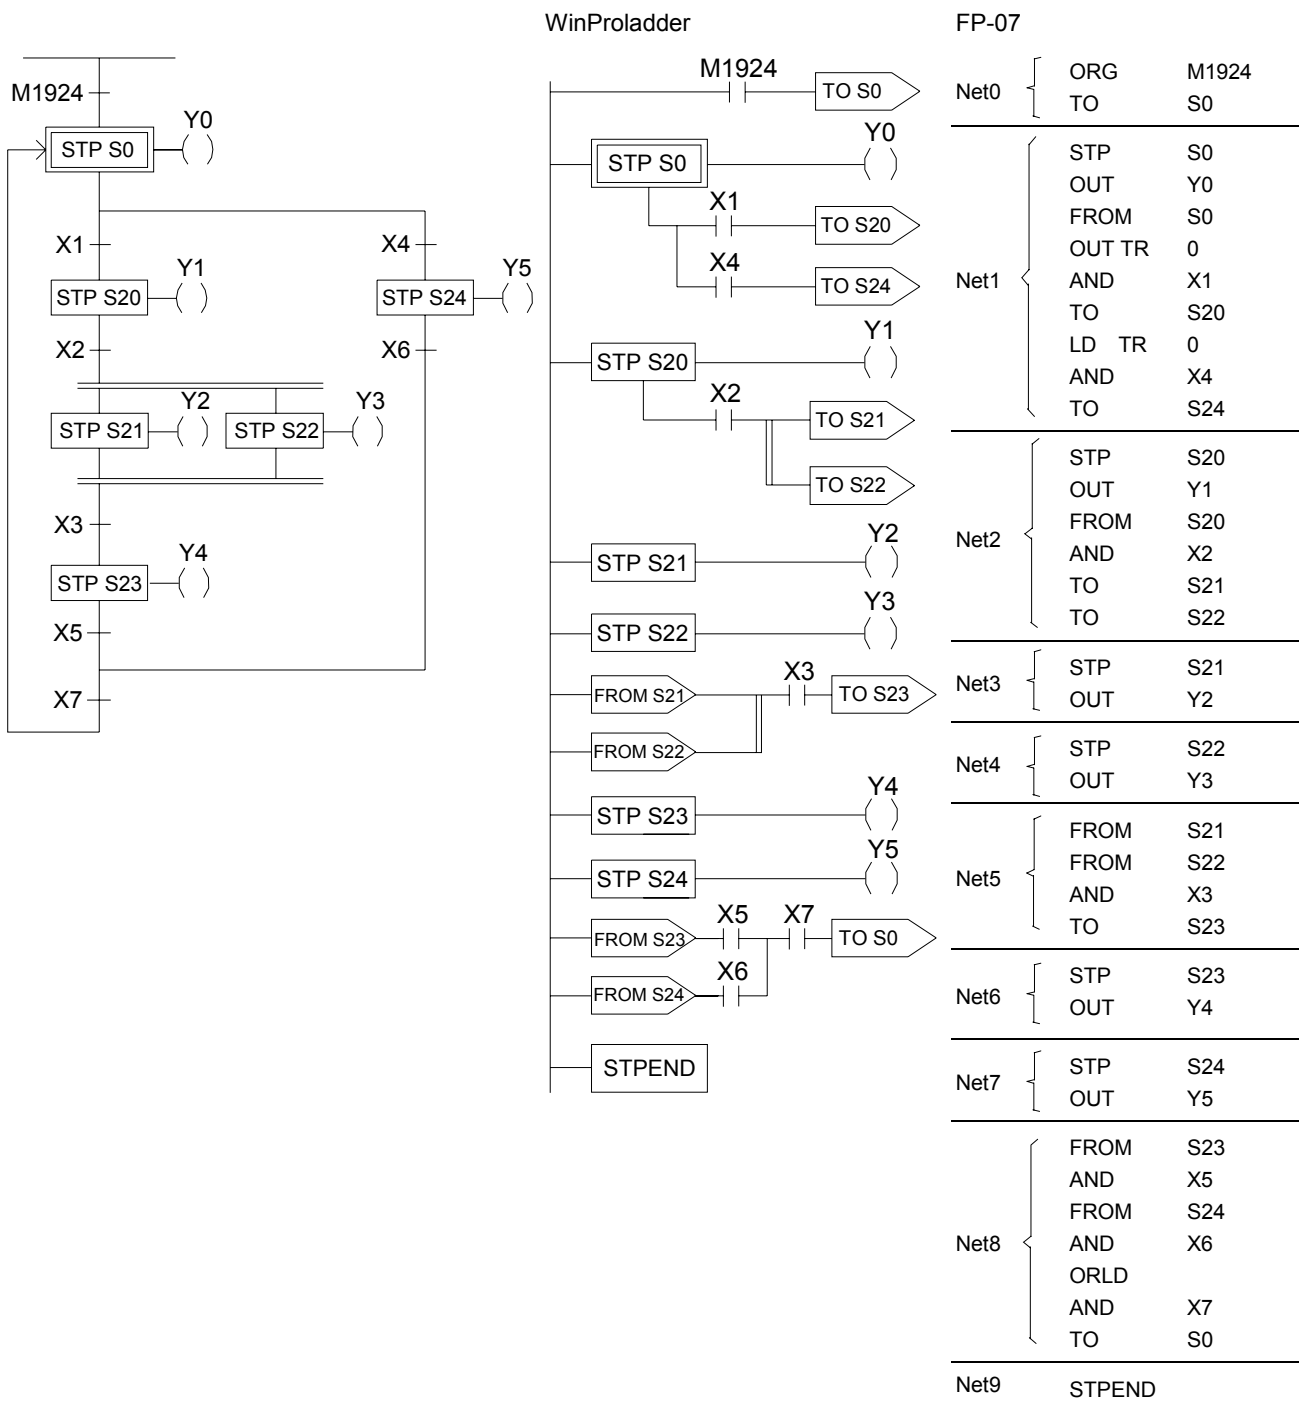 WinProladder
FP-07
M1924
Y0
STP S0
X1
X4
Y1
Y5
STP S20
STP S24
X2
X6
Y2
Y3
STP S21
STP S22
X3
Y4
STP S23
X5
X7
M1924
TO S0
Y0
STP S0
X1
TO S20
X4
TO S24
Y1
STP S20
X2
TO S21
TO S22
Y2
STP S21
Y3
STP S22
X3
FROM S21
TO S23
FROM S22
Y4
STP S23
Y5
STP S24
X5 X7
FROM S23
TO S0
X6
FROM S24
STPEND
Net0
ORG M1924
TO S0
Net1
STP S0
OUT Y0
FROM S0
OUT TR 0
AND X1
TO S20
LD TR 0
AND X4
TO S24
Net2
STP S20
OUT Y1
FROM S20
AND X2
TO S21
TO S22
Net3
STP S21
OUT Y2
Net4
STP S22
OUT Y3
Net5
FROM S21
FROM S22
AND X3
TO S23
Net6
STP S23
OUT Y4
Net7
STP S24
OUT Y5
Net8
FROM S23
AND X5
FROM S24
AND X6
ORLD
AND X7
TO S0
Net9
STPEND